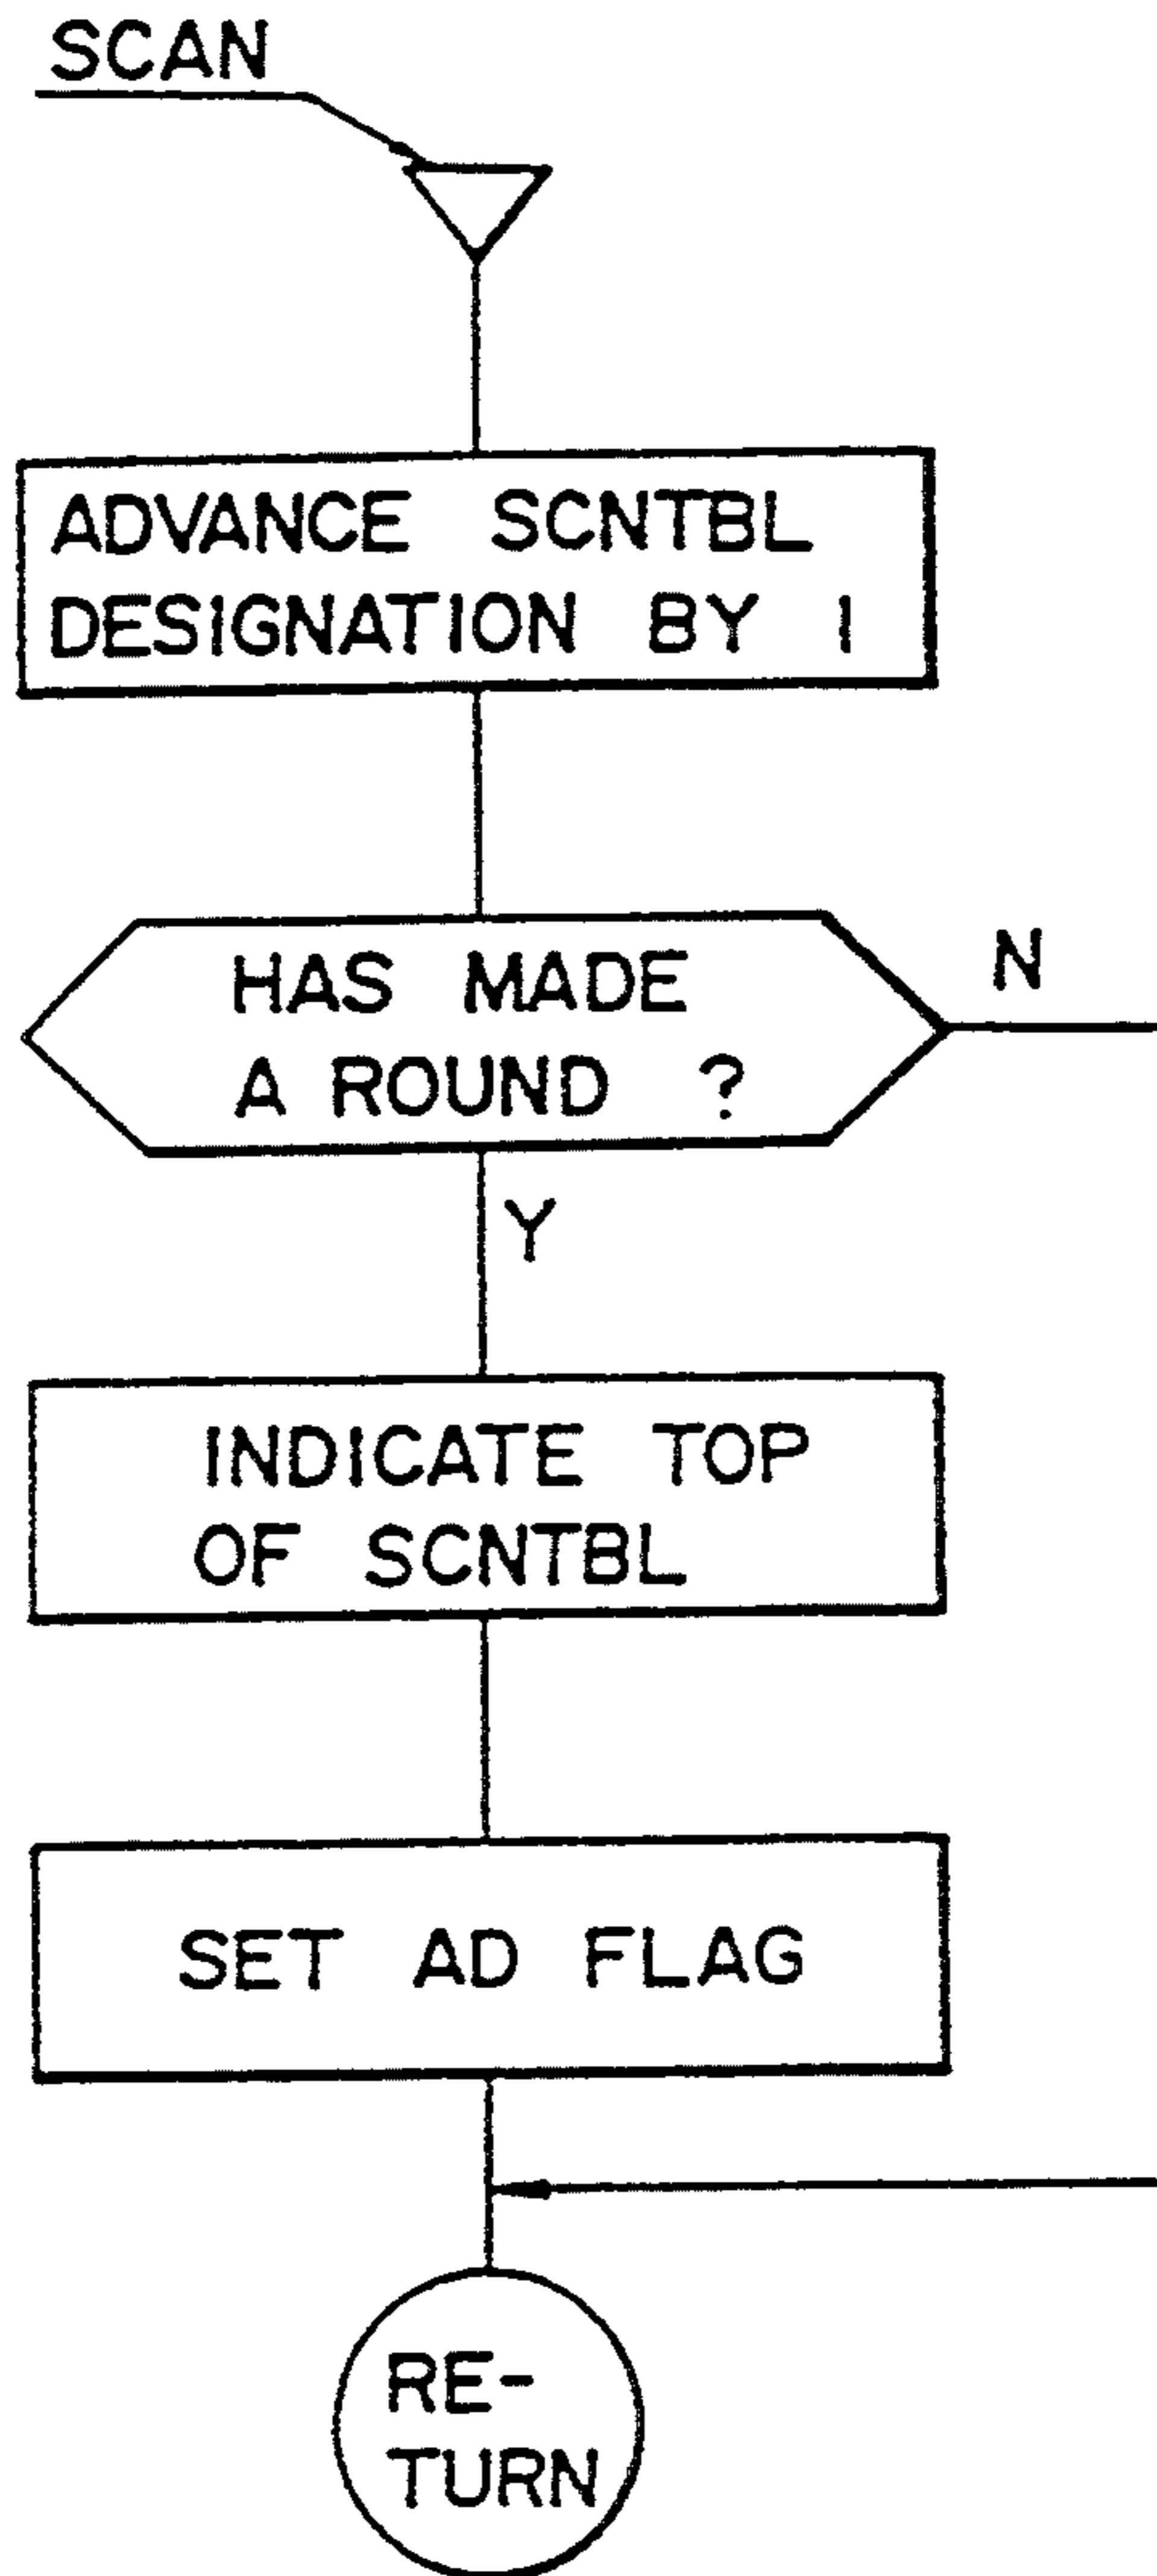 SCAN
ADVANCE SCNTBL
DESIGNATION BY 1
HAS MADE
A ROUND ?
N
Y
INDICATE TOP
OF SCNTBL
SET AD FLAG
RE-
TURN